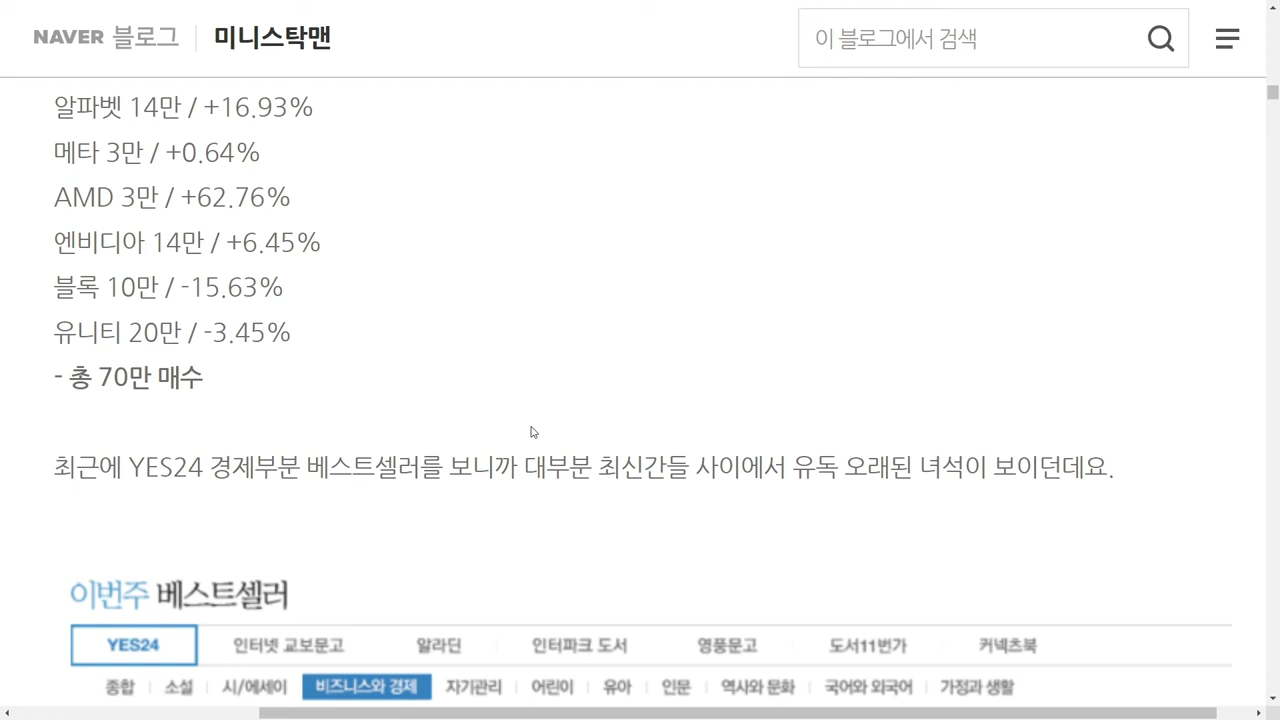 NAVER 블로그 미니스탁맨 이 블로그에서 검색
알파벳 14만 / +16.93%
메타 3만 / +0.64%
AMD 3만 / +62.76%
엔비디아 14만 / +6.45%
블록 10만 / -15.63%
유니티 20만 / -3.45%
- 총 70만 매수
최근에 YES24 경제부분 베스트셀러를 보니까 대부분 최신간들 사이에서 유독 오래된 녀석이 보이던데요.
이번주 베스트셀러
YES24 인터넷 교보문고 알라딘 인터파크 도서 영풍문고 도서11번가 커넥츠북
종합 소설 시/에세이 비즈니스와 경제 자기관리 어린이 유아 인문 역사와 문화 국어와 외국어 가정과 생활